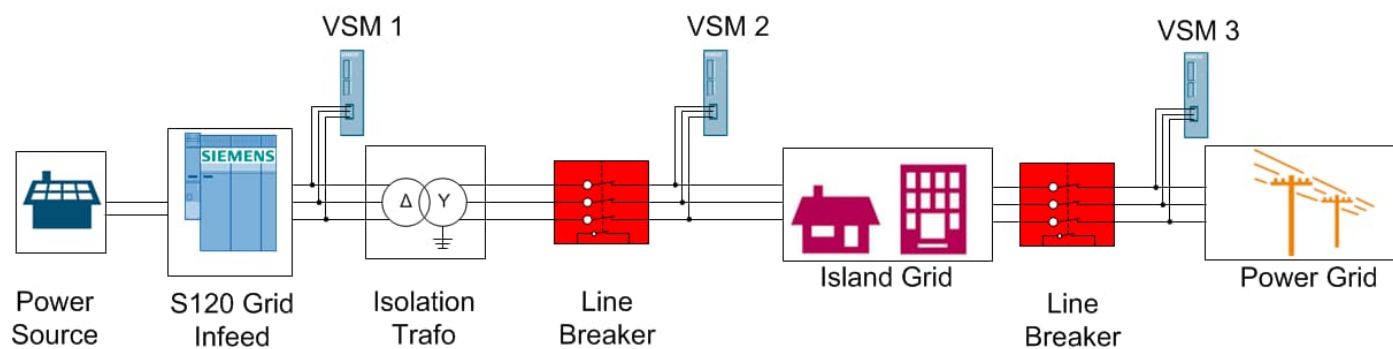 VSM 1
VSM 2
VSM 3
SIEMENS
Δ
Y
Power
Source
S120 Grid
Infeed
Isolation
Trafo
Line
Breaker
Island Grid
Line
Breaker
Power Grid